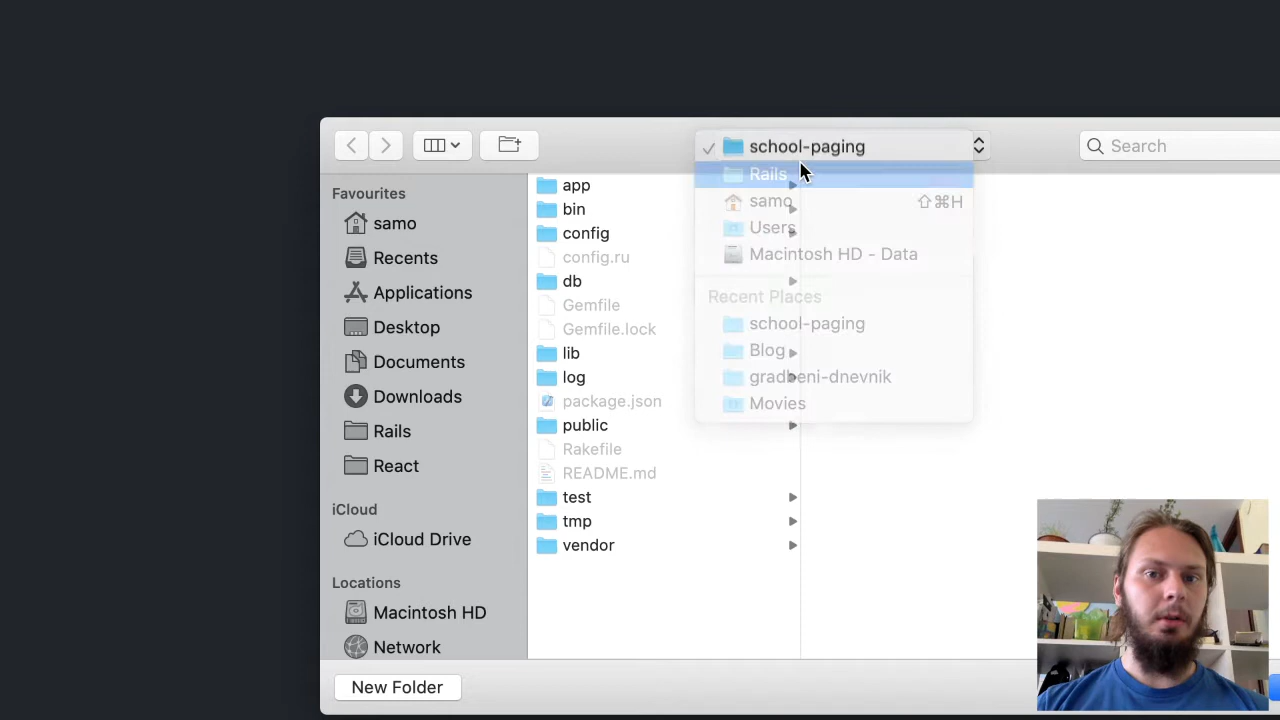 school-paging
Search
Rails
samo ⇧⌘H
Users
Macintosh HD - Data
Recent Places
school-paging
Blog
gradbeni-dnevnik
Movies
Favourites
samo
Recents
Applications
Desktop
Documents
Downloads
Rails
React
iCloud
iCloud Drive
Locations
Macintosh HD
Network
app
bin
config
config.ru
db
Gemfile
Gemfile.lock
lib
log
package.json
public
Rakefile
README.md
test
tmp
vendor
New Folder